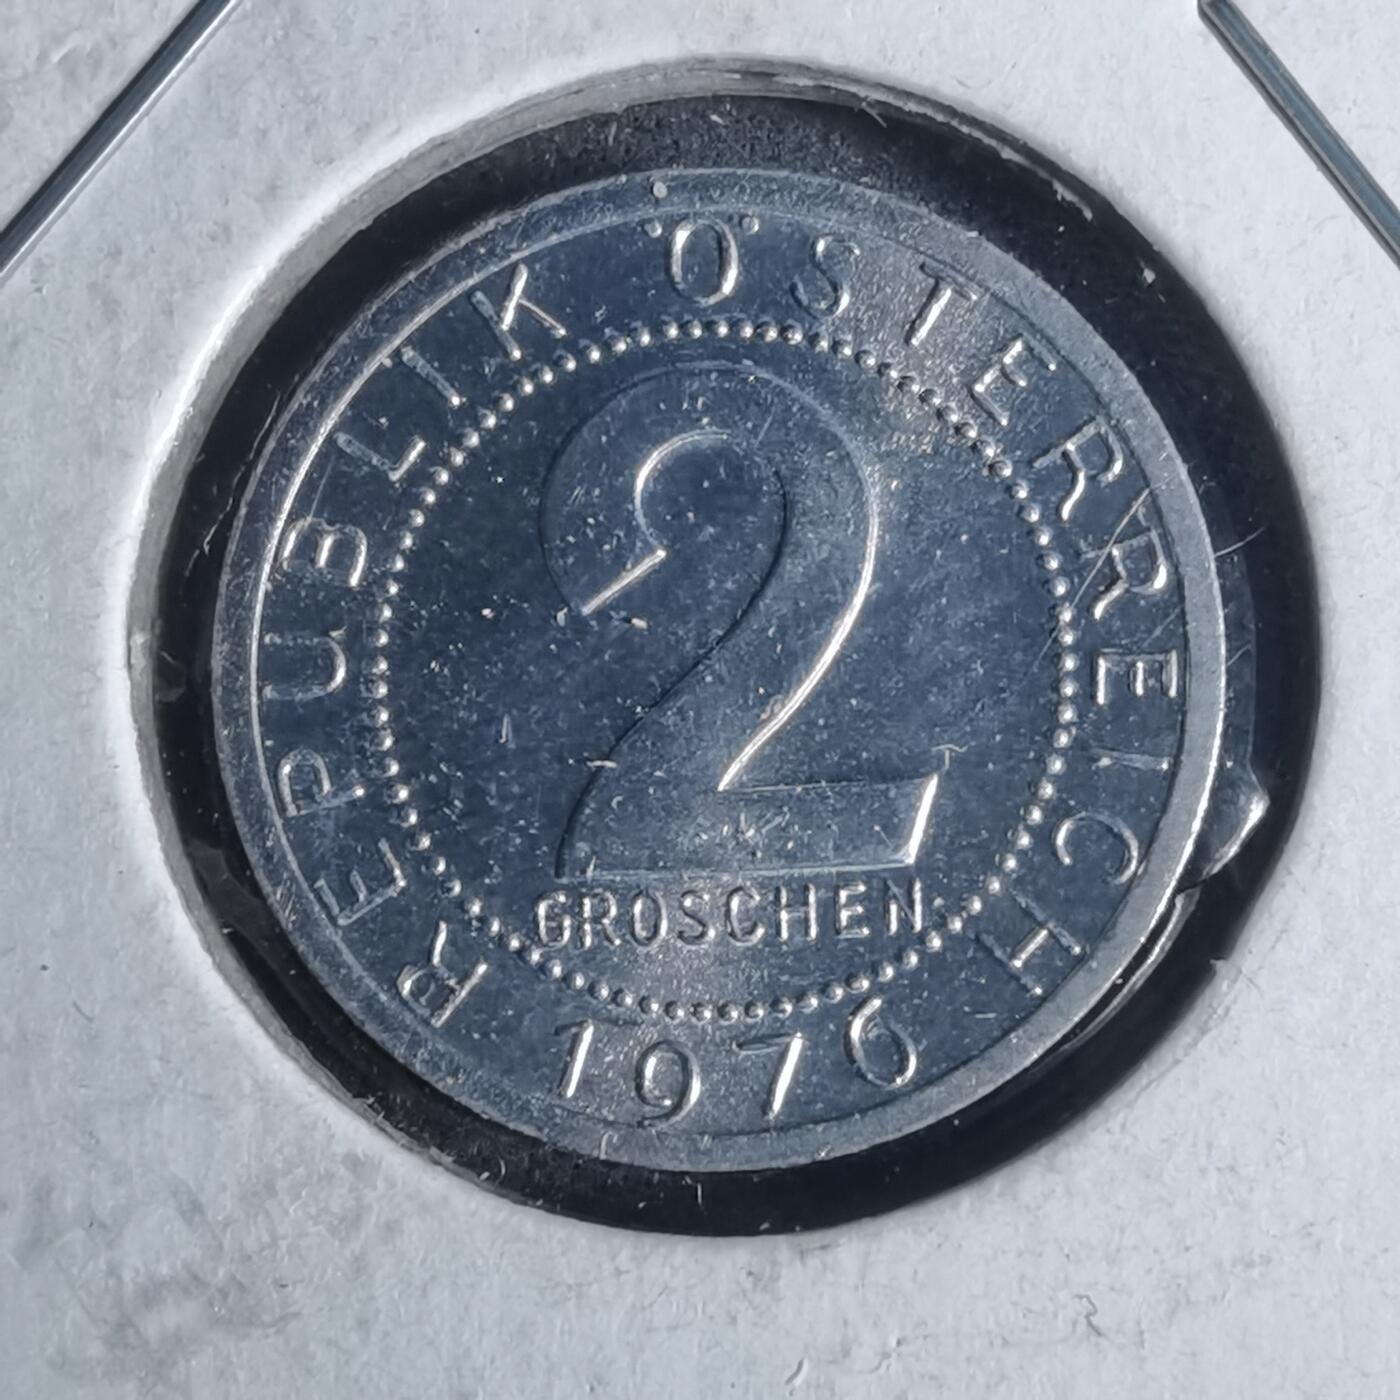 REPUBLIK ÖSTERREICH
2
GROSCHEN
1976